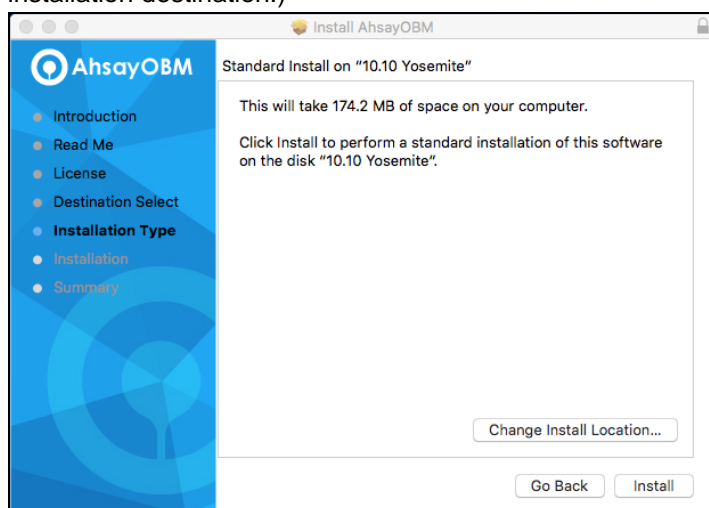 installation destination.)
Install AhsayOBM
AhsayOBM
Standard Install on "10.10 Yosemite"
Introduction
Read Me
License
Destination Select
Installation Type
Installation
Summary
This will take 174.2 MB of space on your computer.
Click Install to perform a standard installation of this software
on the disk "10.10 Yosemite".
Change Install Location...
Go Back
Install